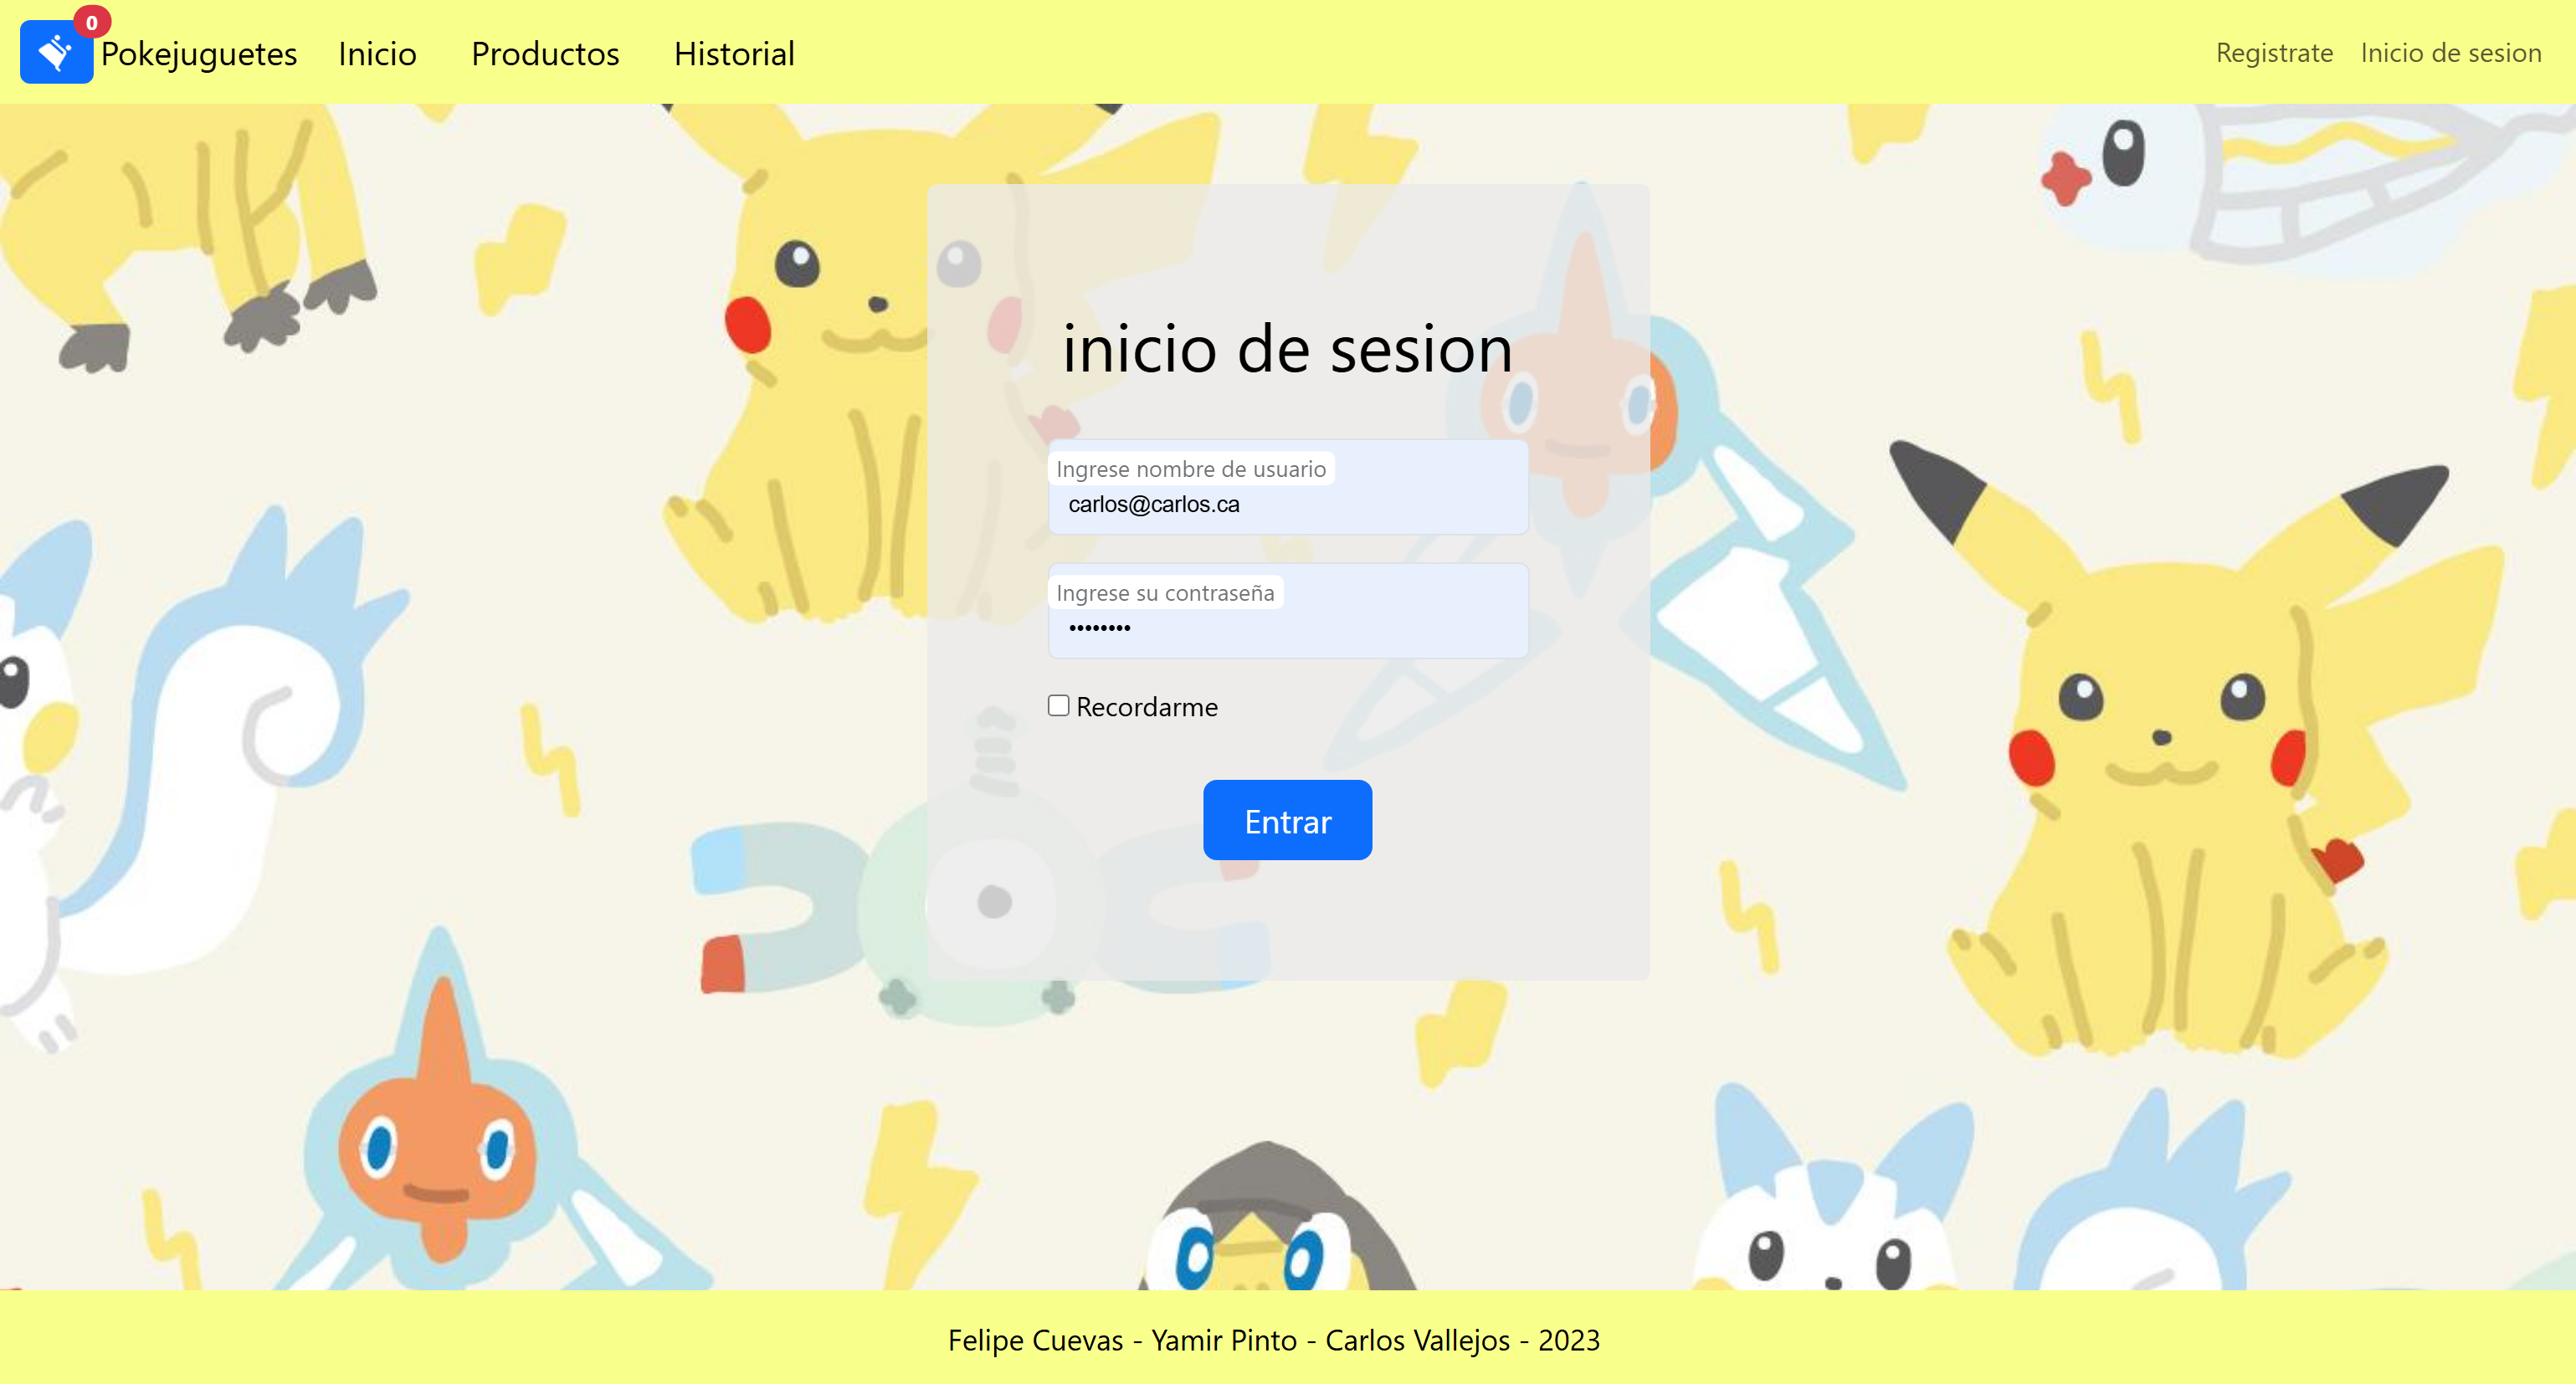 0
Pokejuguetes Inicio Productos Historial Registrate Inicio de sesion
inicio de sesion
Ingrese nombre de usuario
carlos@carlos.ca
Ingrese su contraseña
••••••••
Recordarme
Entrar
Felipe Cuevas - Yamir Pinto - Carlos Vallejos - 2023